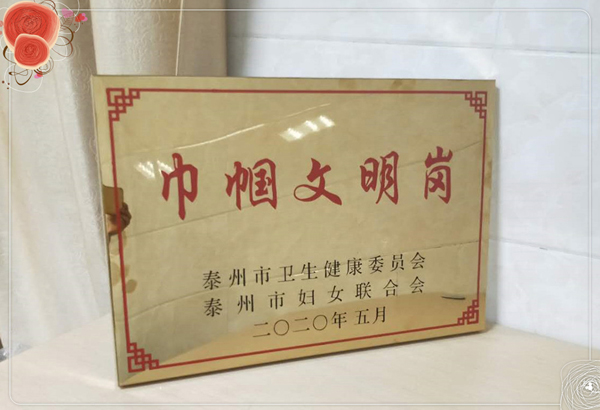 巾帼文明岗
泰州市卫生健康委员会
泰州市妇女联合会
二〇二〇年五月